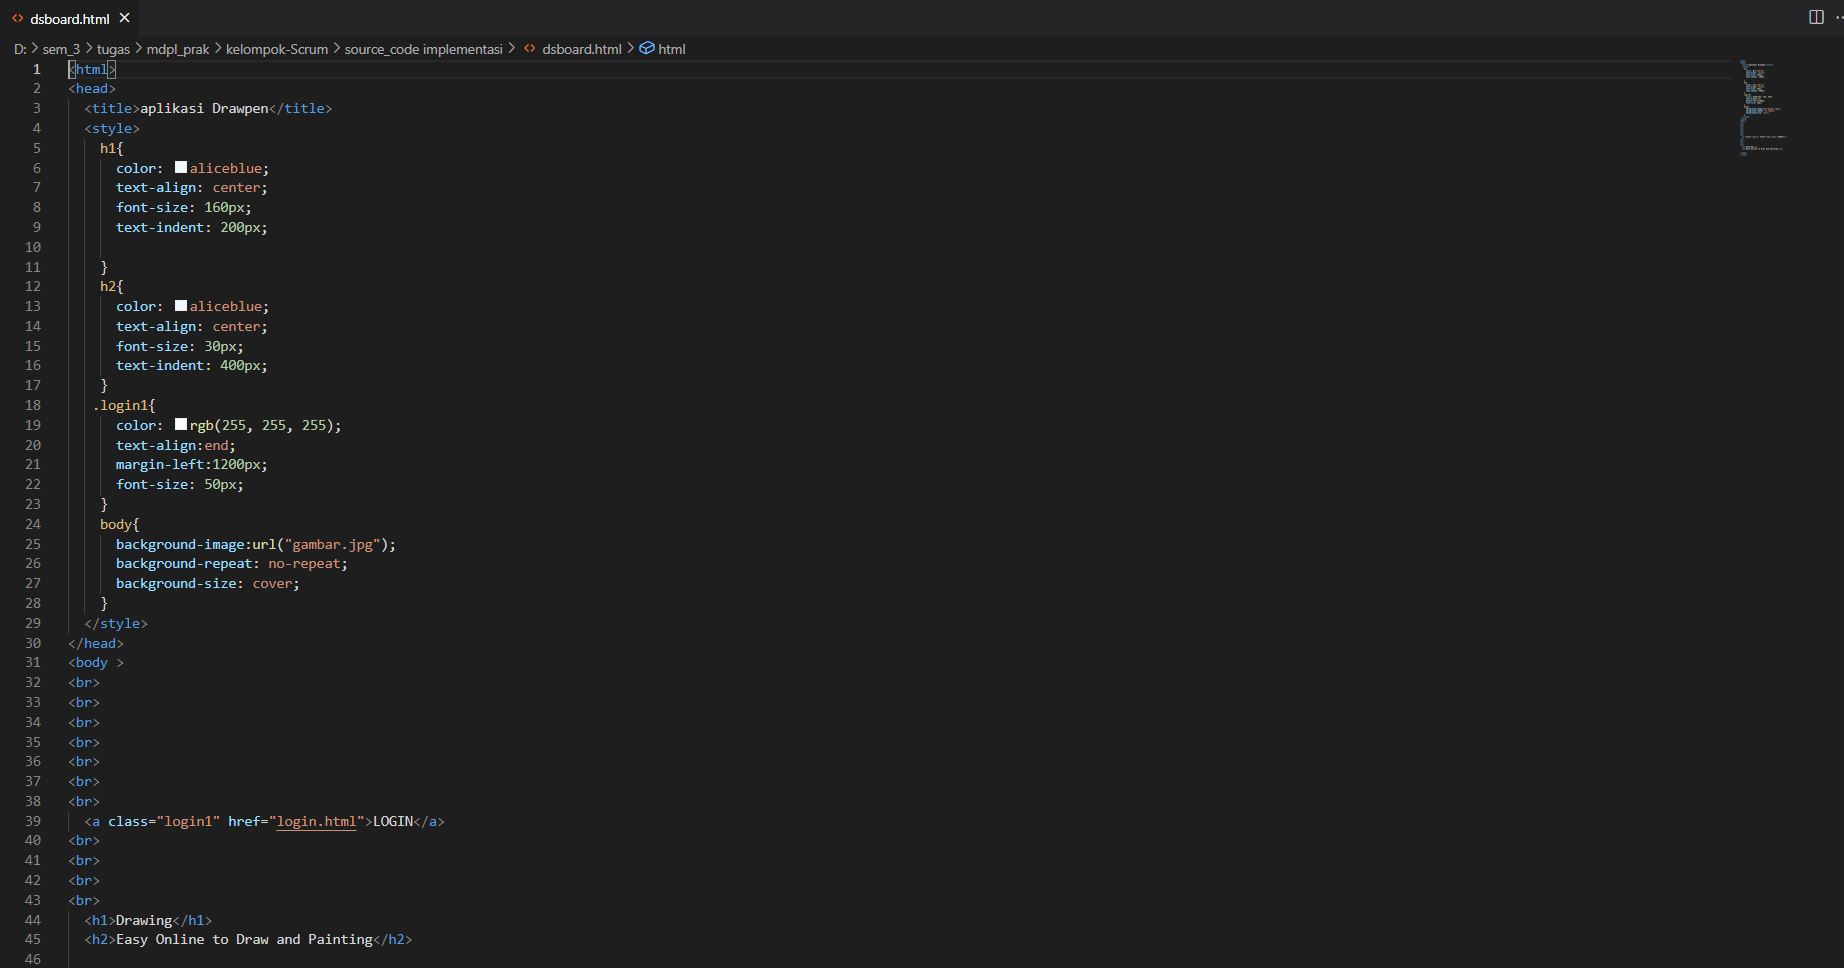 dsboard.html
D: > sem_3 > tugas > mdpl_prak > kelompok-Scrum > source_code implementasi > dsboard.html > html
1 <html>
2 <head>
3 <title>aplikasi Drawpen</title>
4 <style>
5 h1{
6 color: aliceblue;
7 text-align: center;
8 font-size: 160px;
9 text-indent: 200px;
10
11 }
12 h2{
13 color: aliceblue;
14 text-align: center;
15 font-size: 30px;
16 text-indent: 400px;
17 }
18 .login1{
19 color: rgb(255, 255, 255);
20 text-align:end;
21 margin-left:1200px;
22 font-size: 50px;
23 }
24 body{
25 background-image:url("gambar.jpg");
26 background-repeat: no-repeat;
27 background-size: cover;
28 }
29 </style>
30 </head>
31 <body >
32 <br>
33 <br>
34 <br>
35 <br>
36 <br>
37 <br>
38 <br>
39 <a class="login1" href="login.html">LOGIN</a>
40 <br>
41 <br>
42 <br>
43 <br>
44 <h1>Drawing</h1>
45 <h2>Easy Online to Draw and Painting</h2>
46